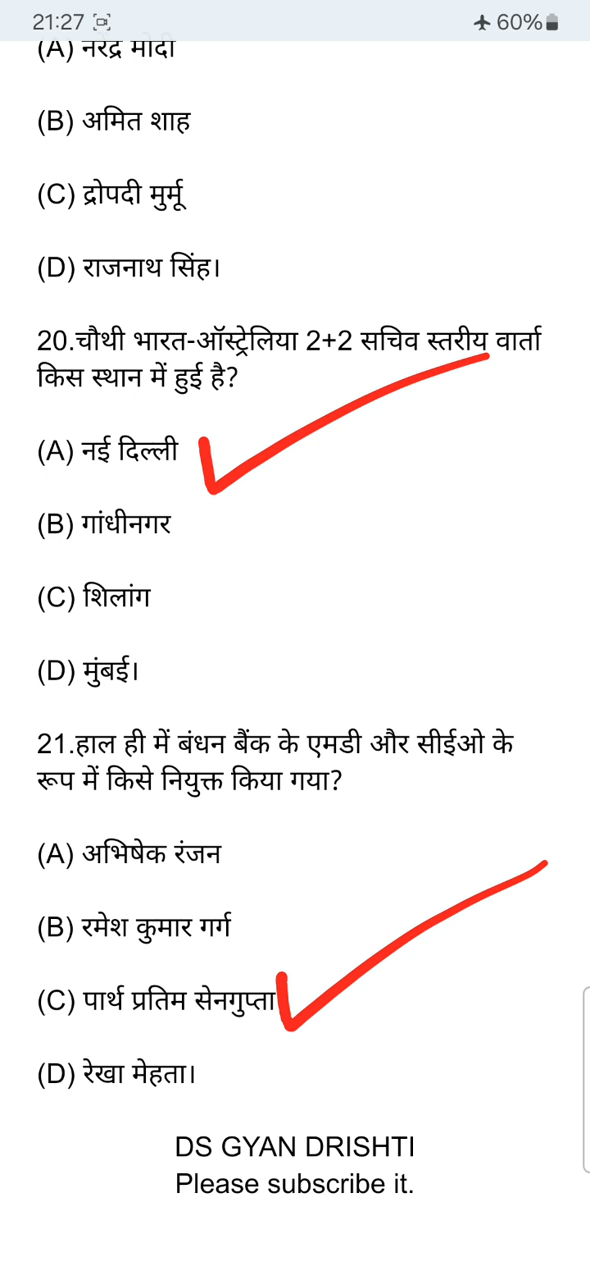 21:27
60%
(A) नरेंद्र मोदी
(B) अमित शाह
(C) द्रोपदी मुर्मू
(D) राजनाथ सिंह।
20.चौथी भारत-ऑस्ट्रेलिया 2+2 सचिव स्तरीय वार्ता
किस स्थान में हुई है?
(A) नई दिल्ली
(B) गांधीनगर
(C) शिलांग
(D) मुंबई।
21.हाल ही में बंधन बैंक के एमडी और सीईओ के
रूप में किसे नियुक्त किया गया?
(A) अभिषेक रंजन
(B) रमेश कुमार गर्ग
(C) पार्थ प्रतिम सेनगुप्ता
(D) रेखा मेहता।
DS GYAN DRISHTI
Please subscribe it.